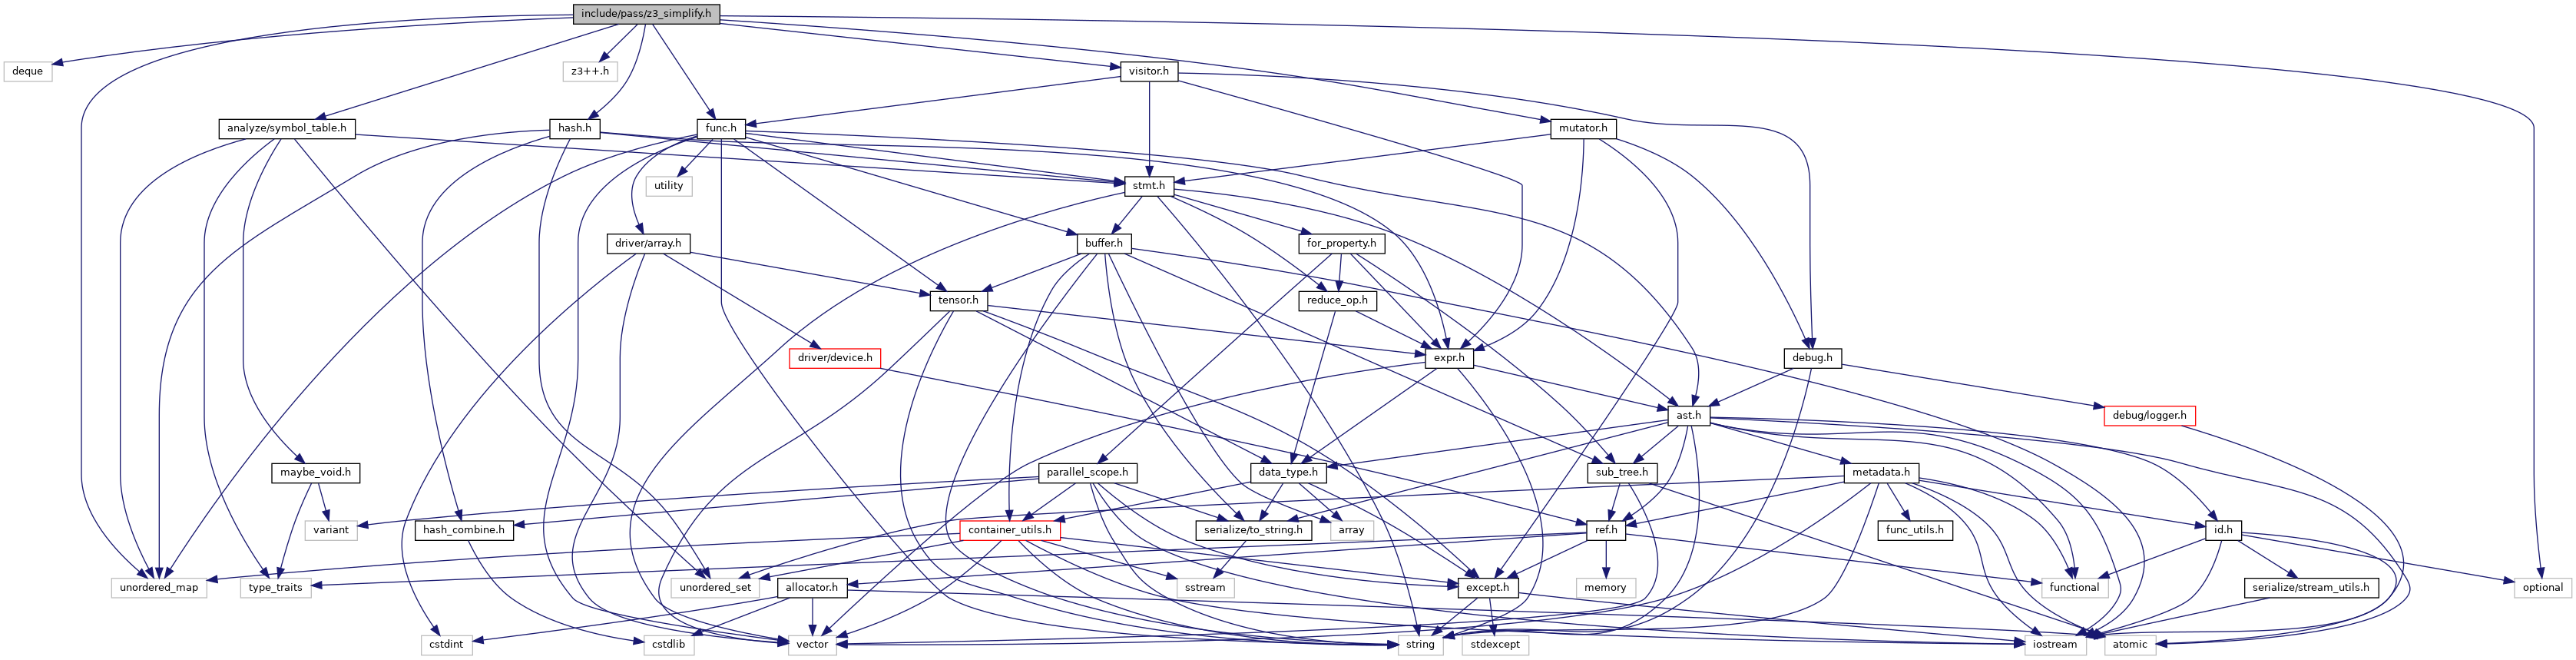 include/pass/z3_simplify.h
deque
z3++.h
visitor.h
analyze/symbol_table.h
hash.h
func.h
mutator.h
utility
stmt.h
driver/array.h
buffer.h
for_property.h
tensor.h
reduce_op.h
driver/device.h
expr.h
debug.h
ast.h
debug/logger.h
maybe_void.h
parallel_scope.h
data_type.h
sub_tree.h
metadata.h
variant
hash_combine.h
container_utils.h
serialize/to_string.h
array
ref.h
func_utils.h
id.h
unordered_map
type_traits
unordered_set
allocator.h
sstream
except.h
memory
functional
serialize/stream_utils.h
optional
cstdint
cstdlib
vector
string
stdexcept
iostream
atomic